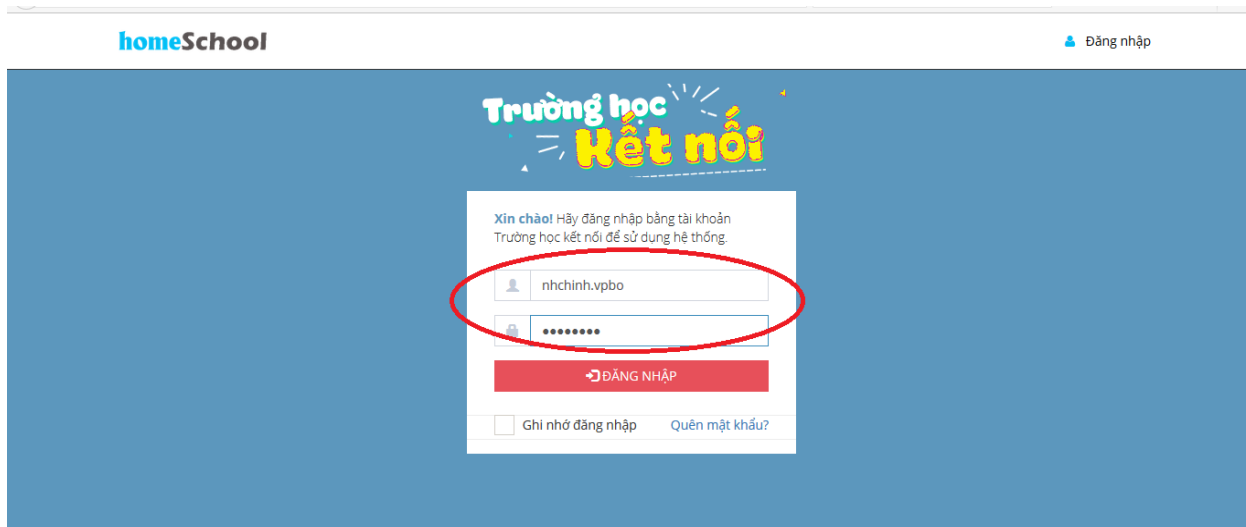 homeSchool
Đăng nhập
Trường học
Kết nối
Xin chào! Hãy đăng nhập bằng tài khoản
Trường học kết nối để sử dụng hệ thống.
nhchinh.vpbo
••••••••
ĐĂNG NHẬP
Ghi nhớ đăng nhập Quên mật khẩu?